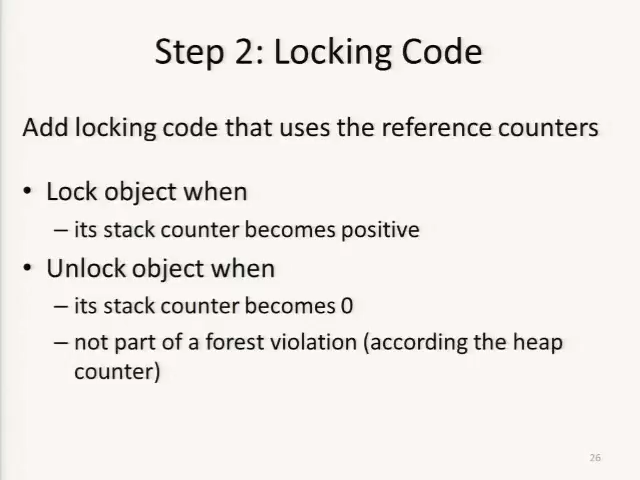 Step 2: Locking Code
Add locking code that uses the reference counters
• Lock object when
– its stack counter becomes positive
• Unlock object when
– its stack counter becomes 0
– not part of a forest violation (according the heap
counter)
26